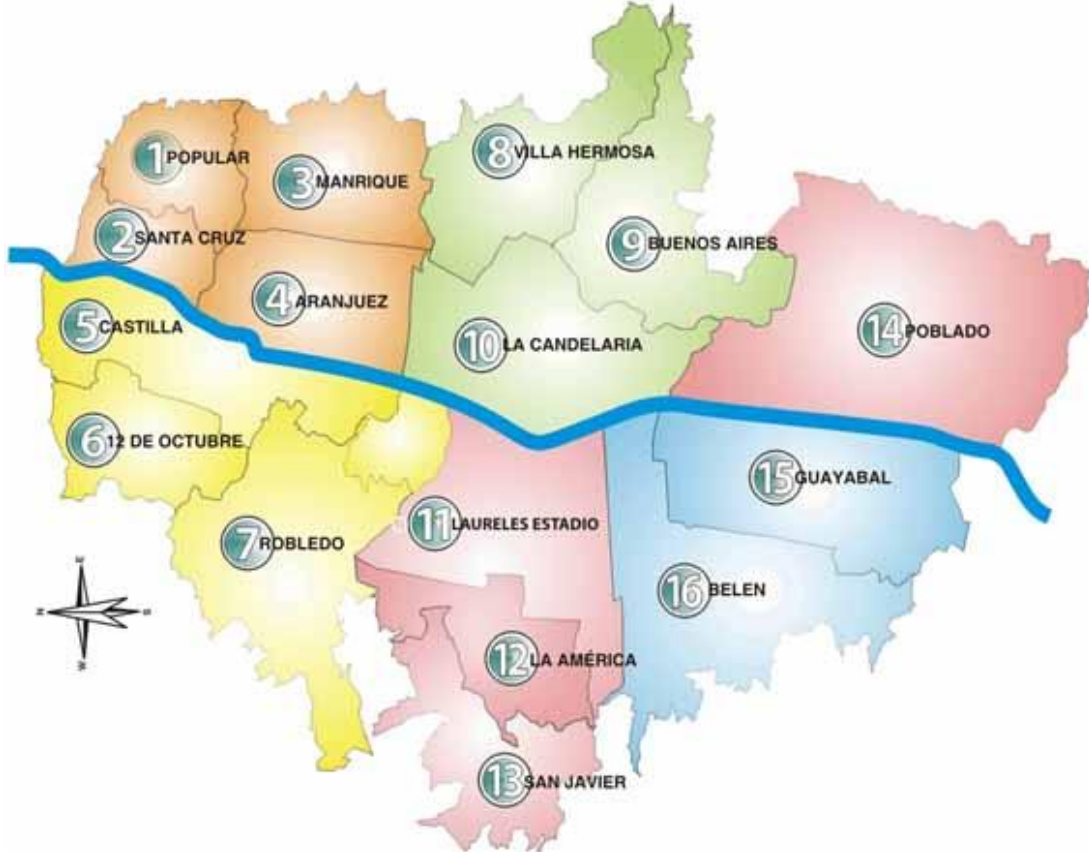 1 POPULAR
2 SANTA CRUZ
3 MANRIQUE
4 ARANJUEZ
5 CASTILLA
6 12 DE OCTUBRE
7 ROBLEDO
8 VILLA HERMOSA
9 BUENOS AIRES
10 LA CANDELARIA
11 LAURELES ESTADIO
12 LA AMÉRICA
13 SAN JAVIER
14 POBLADO
15 GUAYABAL
16 BELEN
E
N
S
W